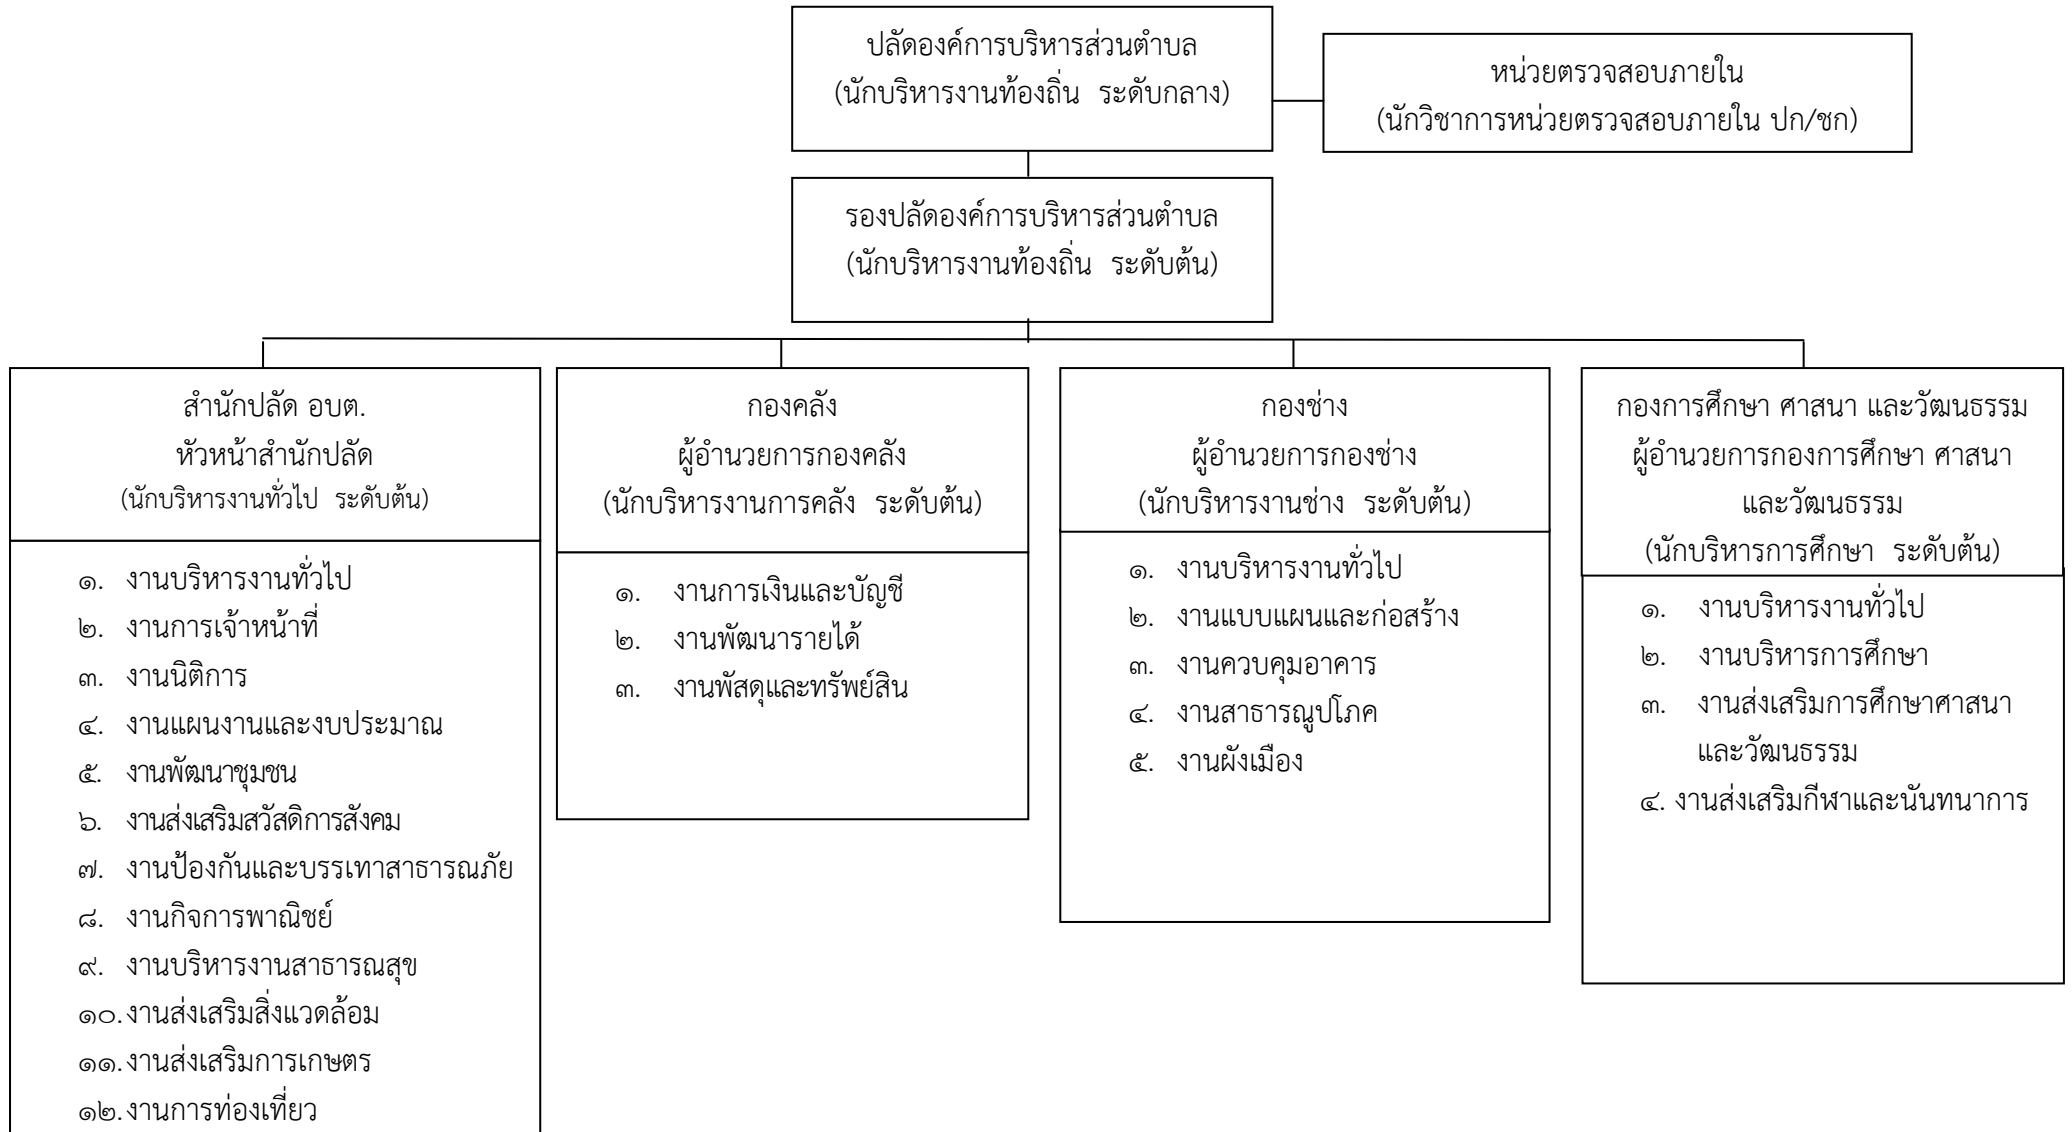 ปลัดองค์การบริหารส่วนตำบล
(นักบริหารงานท้องถิ่น  ระดับกลาง)
หน่วยตรวจสอบภายใน
(นักวิชาการหน่วยตรวจสอบภายใน ปก/ชก)
รองปลัดองค์การบริหารส่วนตำบล
(นักบริหารงานท้องถิ่น  ระดับต้น)
สำนักปลัด อบต.
หัวหน้าสำนักปลัด
(นักบริหารงานทั่วไป  ระดับต้น)
๑. งานบริหารงานทั่วไป
๒. งานการเจ้าหน้าที่
๓. งานนิติการ
๔. งานแผนงานและงบประมาณ
๕. งานพัฒนาชุมชน
๖. งานส่งเสริมสวัสดิการสังคม
๗. งานป้องกันและบรรเทาสาธารณภัย
๘. งานกิจการพาณิชย์
๙. งานบริหารงานสาธารณสุข
๑๐.งานส่งเสริมสิ่งแวดล้อม
๑๑.งานส่งเสริมการเกษตร
๑๒.งานการท่องเที่ยว
กองคลัง
ผู้อำนวยการกองคลัง
(นักบริหารงานการคลัง  ระดับต้น)
๑. งานการเงินและบัญชี
๒. งานพัฒนารายได้
๓. งานพัสดุและทรัพย์สิน
กองช่าง
ผู้อำนวยการกองช่าง
(นักบริหารงานช่าง  ระดับต้น)
๑. งานบริหารงานทั่วไป
๒. งานแบบแผนและก่อสร้าง
๓. งานควบคุมอาคาร
๔. งานสาธารณูปโภค
๕. งานผังเมือง
กองการศึกษา ศาสนา และวัฒนธรรม
ผู้อำนวยการกองการศึกษา ศาสนา
และวัฒนธรรม
(นักบริหารการศึกษา  ระดับต้น)
๑. งานบริหารงานทั่วไป
๒. งานบริหารการศึกษา
๓. งานส่งเสริมการศึกษาศาสนา
และวัฒนธรรม
๔. งานส่งเสริมกีฬาและนันทนาการ